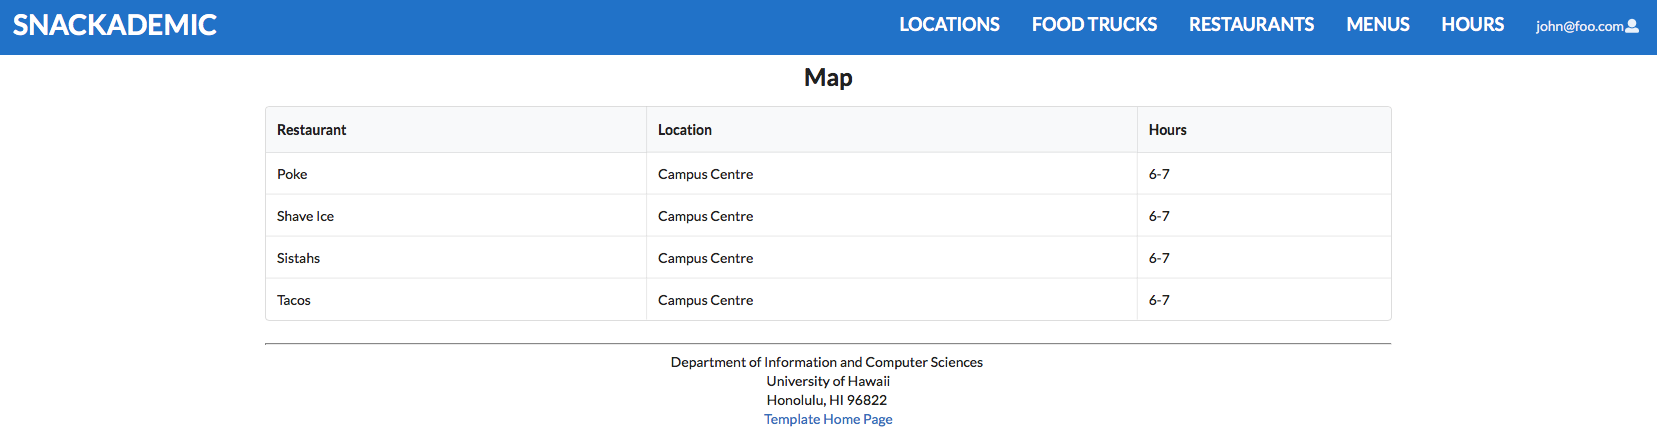 SNACKADEMIC LOCATIONS FOOD TRUCKS RESTAURANTS MENUS HOURS john@foo.com
Map
Restaurant Location Hours
Poke Campus Centre 6-7
Shave Ice Campus Centre 6-7
Sistahs Campus Centre 6-7
Tacos Campus Centre 6-7
Department of Information and Computer Sciences
University of Hawaii
Honolulu, HI 96822
Template Home Page